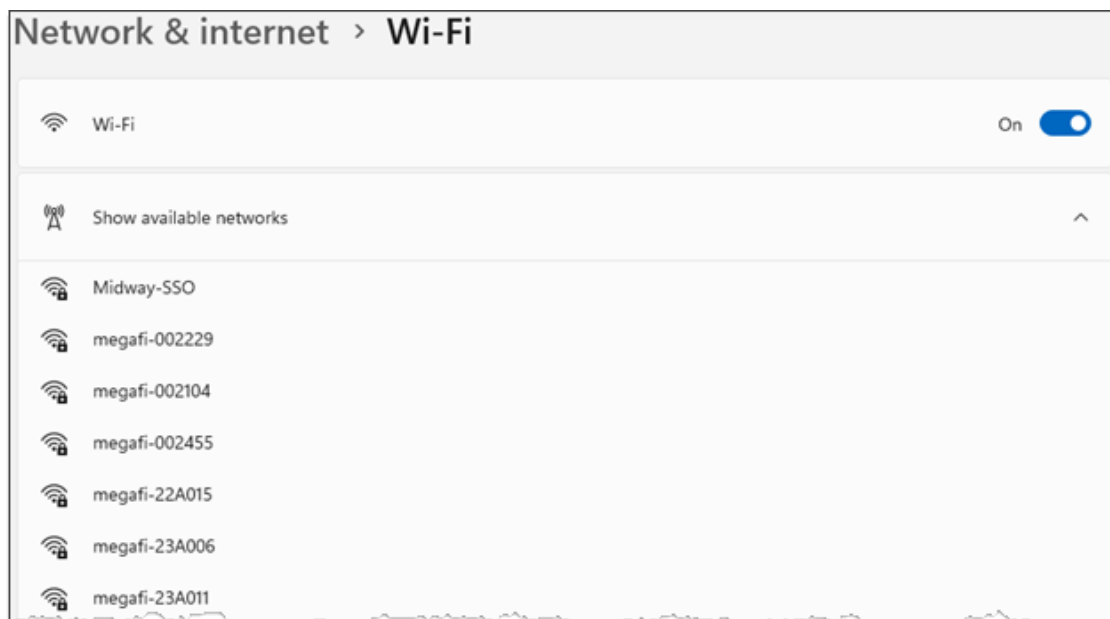 Network & internet > Wi-Fi
Wi-Fi On
Show available networks
Midway-SSO
megafi-002229
megafi-002104
megafi-002455
megafi-22A015
megafi-23A006
megafi-23A011